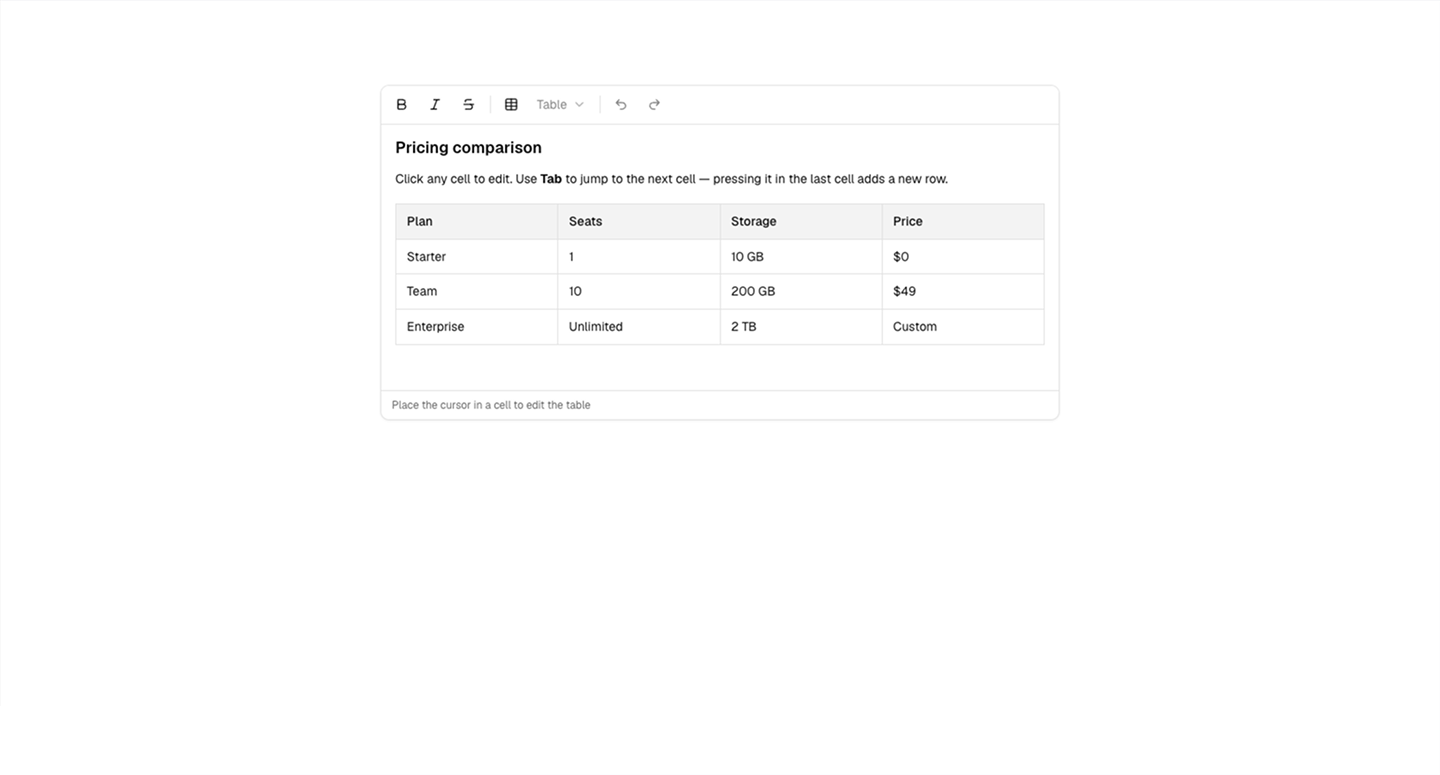 B I S Table
Pricing comparison
Click any cell to edit. Use Tab to jump to the next cell — pressing it in the last cell adds a new row.
Plan Seats Storage Price
Starter 1 10 GB $0
Team 10 200 GB $49
Enterprise Unlimited 2 TB Custom
Place the cursor in a cell to edit the table